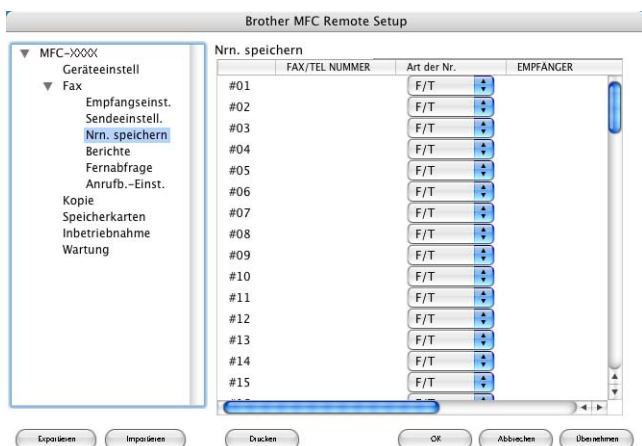 Brother MFC Remote Setup
MFC-XXXX
Geräteeinstell
Fax
Empfangseinst.
Sendeeinstell.
Nrn. speichern
Berichte
Fernabfrage
Anrufb.-Einst.
Kopie
Speicherkarten
Inbetriebnahme
Wartung
Nrn. speichern
FAX/TEL NUMMER Art der Nr. EMPFÄNGER
#01 F/T
#02 F/T
#03 F/T
#04 F/T
#05 F/T
#06 F/T
#07 F/T
#08 F/T
#09 F/T
#10 F/T
#11 F/T
#12 F/T
#13 F/T
#14 F/T
#15 F/T
Exportieren Importieren Drucken OK Abbrechen Übernehmen